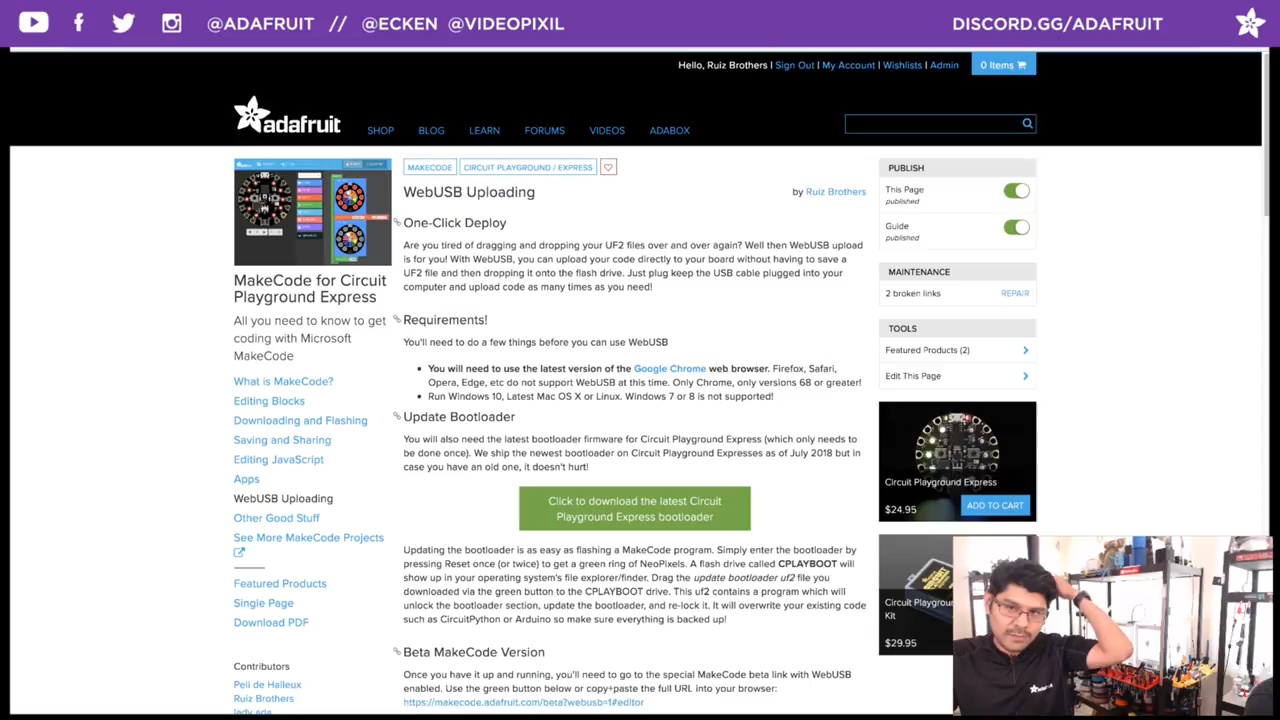 @ADAFRUIT // @ECKEN @VIDEOPIXIL
DISCORD.GG/ADAFRUIT
Hello, Ruiz Brothers | Sign Out | My Account | Wishlists | Admin
0 Items
adafruit
SHOP BLOG LEARN FORUMS VIDEOS ADABOX
MAKECODE CIRCUIT PLAYGROUND / EXPRESS
WebUSB Uploading
by Ruiz Brothers
One-Click Deploy
Are you tired of dragging and dropping your UF2 files over and over again? Well then WebUSB upload
is for you! With WebUSB, you can upload your code directly to your board without having to save a
UF2 file and then dropping it onto the flash drive. Just plug keep the USB cable plugged into your
computer and upload code as many times as you need!
Requirements!
You'll need to do a few things before you can use WebUSB
• You will need to use the latest version of the Google Chrome web browser. Firefox, Safari,
Opera, Edge, etc do not support WebUSB at this time. Only Chrome, only versions 68 or greater!
• Run Windows 10, Latest Mac OS X or Linux. Windows 7 or 8 is not supported!
Update Bootloader
You will also need the latest bootloader firmware for Circuit Playground Express (which only needs to
be done once). We ship the newest bootloader on Circuit Playground Expresses as of July 2018 but in
case you have an old one, it doesn't hurt!
Click to download the latest Circuit
Playground Express bootloader
Updating the bootloader is as easy as flashing a MakeCode program. Simply enter the bootloader by
pressing Reset once (or twice) to get a green ring of NeoPixels. A flash drive called CPLAYBOOT will
show up in your operating system's file explorer/finder. Drag the update bootloader uf2 file you
downloaded via the green button to the CPLAYBOOT drive. This uf2 contains a program which will
unlock the bootloader section, update the bootloader, and re-lock it. It will overwrite your existing code
such as CircuitPython or Arduino so make sure everything is backed up!
Beta MakeCode Version
Once you have it up and running, you'll need to go to the special MakeCode beta link with WebUSB
enabled. Use the green button below or copy+paste the full URL into your browser:
https://makecode.adafruit.com/beta?webusb=1#editor
MakeCode for Circuit
Playground Express
All you need to know to get
coding with Microsoft
MakeCode
What is MakeCode?
Editing Blocks
Downloading and Flashing
Saving and Sharing
Editing JavaScript
Apps
WebUSB Uploading
Other Good Stuff
See More MakeCode Projects
Featured Products
Single Page
Download PDF
Contributors
Peli de Halleux
Ruiz Brothers
lady ada
PUBLISH
This Page
published
Guide
published
MAINTENANCE
2 broken links REPAIR
TOOLS
Featured Products (2)
Edit This Page
Circuit Playground Express
$24.95 ADD TO CART
Circuit Playgroun
Kit
$29.95